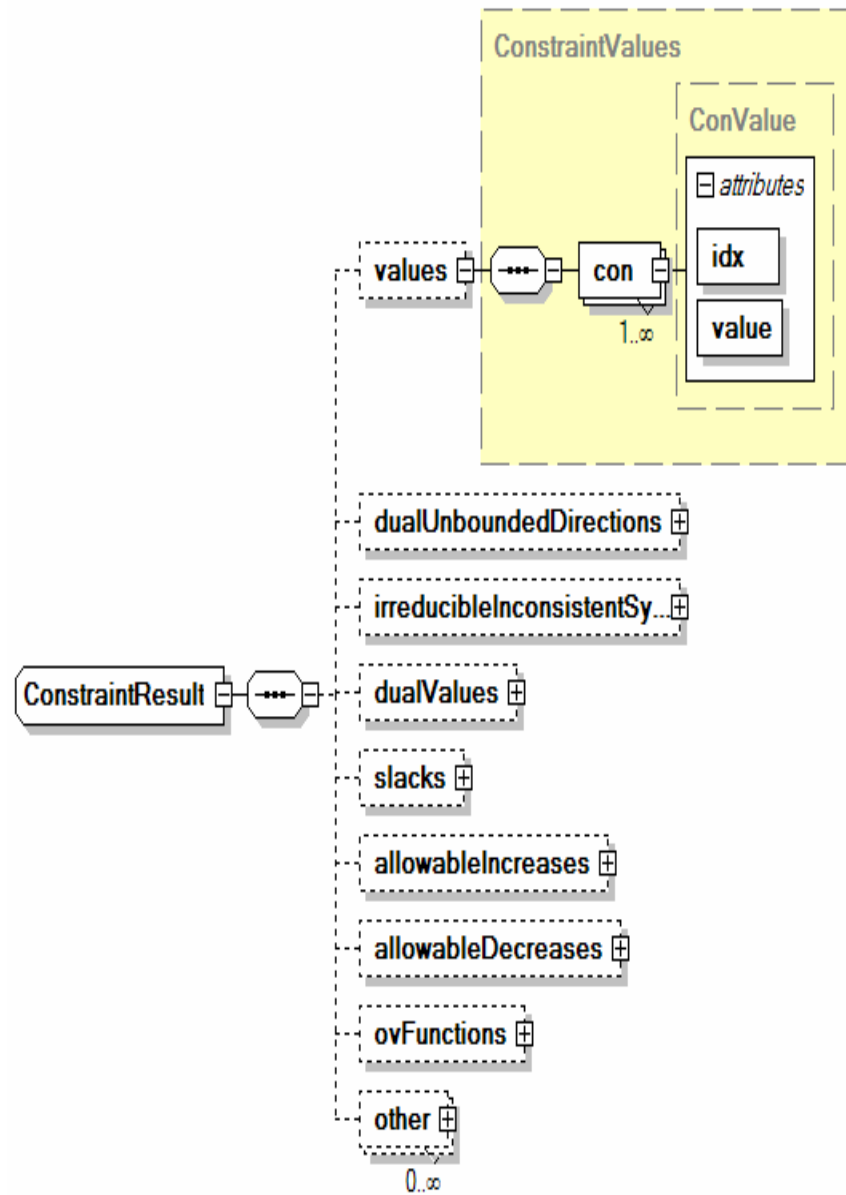 ConstraintValues
ConValue
attributes
idx
values
con
value
1..∞
dualUnboundedDirections
irreducibleInconsistentSy...
ConstraintResult
dualValues
slacks
allowableIncreases
allowableDecreases
ovFunctions
other
0..∞